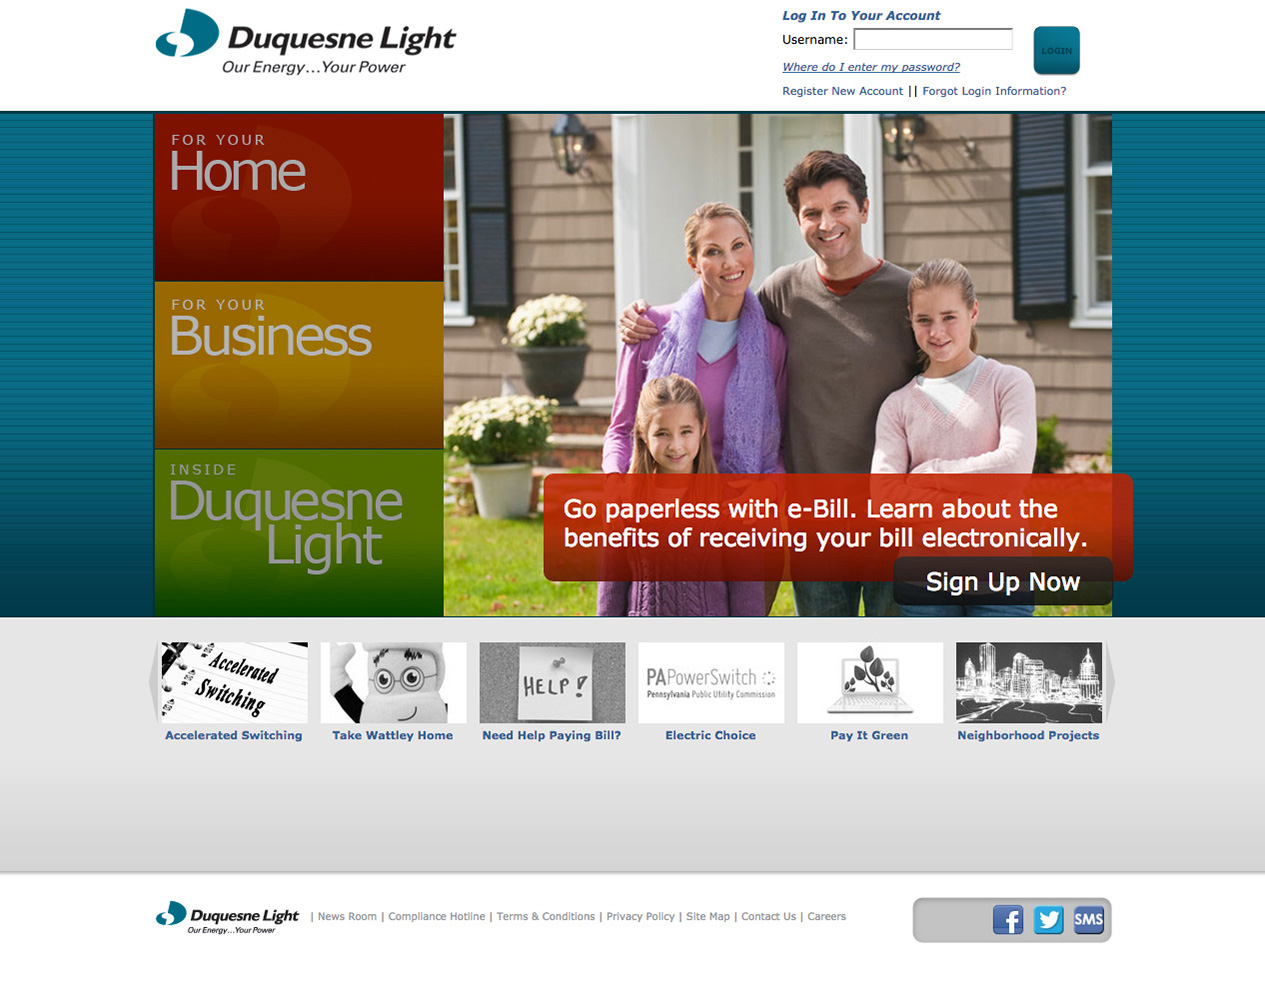 Duquesne Light
Our Energy...Your Power
Log In To Your Account
Username:
LOGIN
Where do I enter my password?
Register New Account || Forgot Login Information?
FOR YOUR
Home
FOR YOUR
Business
INSIDE
Duquesne
Light
Go paperless with e-Bill. Learn about the
benefits of receiving your bill electronically.
Sign Up Now
Accelerated
Switching
HELP!
PAPowerSwitch
Pennsylvania Public Utility Commission
Accelerated Switching
Take Wattley Home
Need Help Paying Bill?
Electric Choice
Pay It Green
Neighborhood Projects
Duquesne Light
Our Energy...Your Power
| News Room | Compliance Hotline | Terms & Conditions | Privacy Policy | Site Map | Contact Us | Careers
SMS